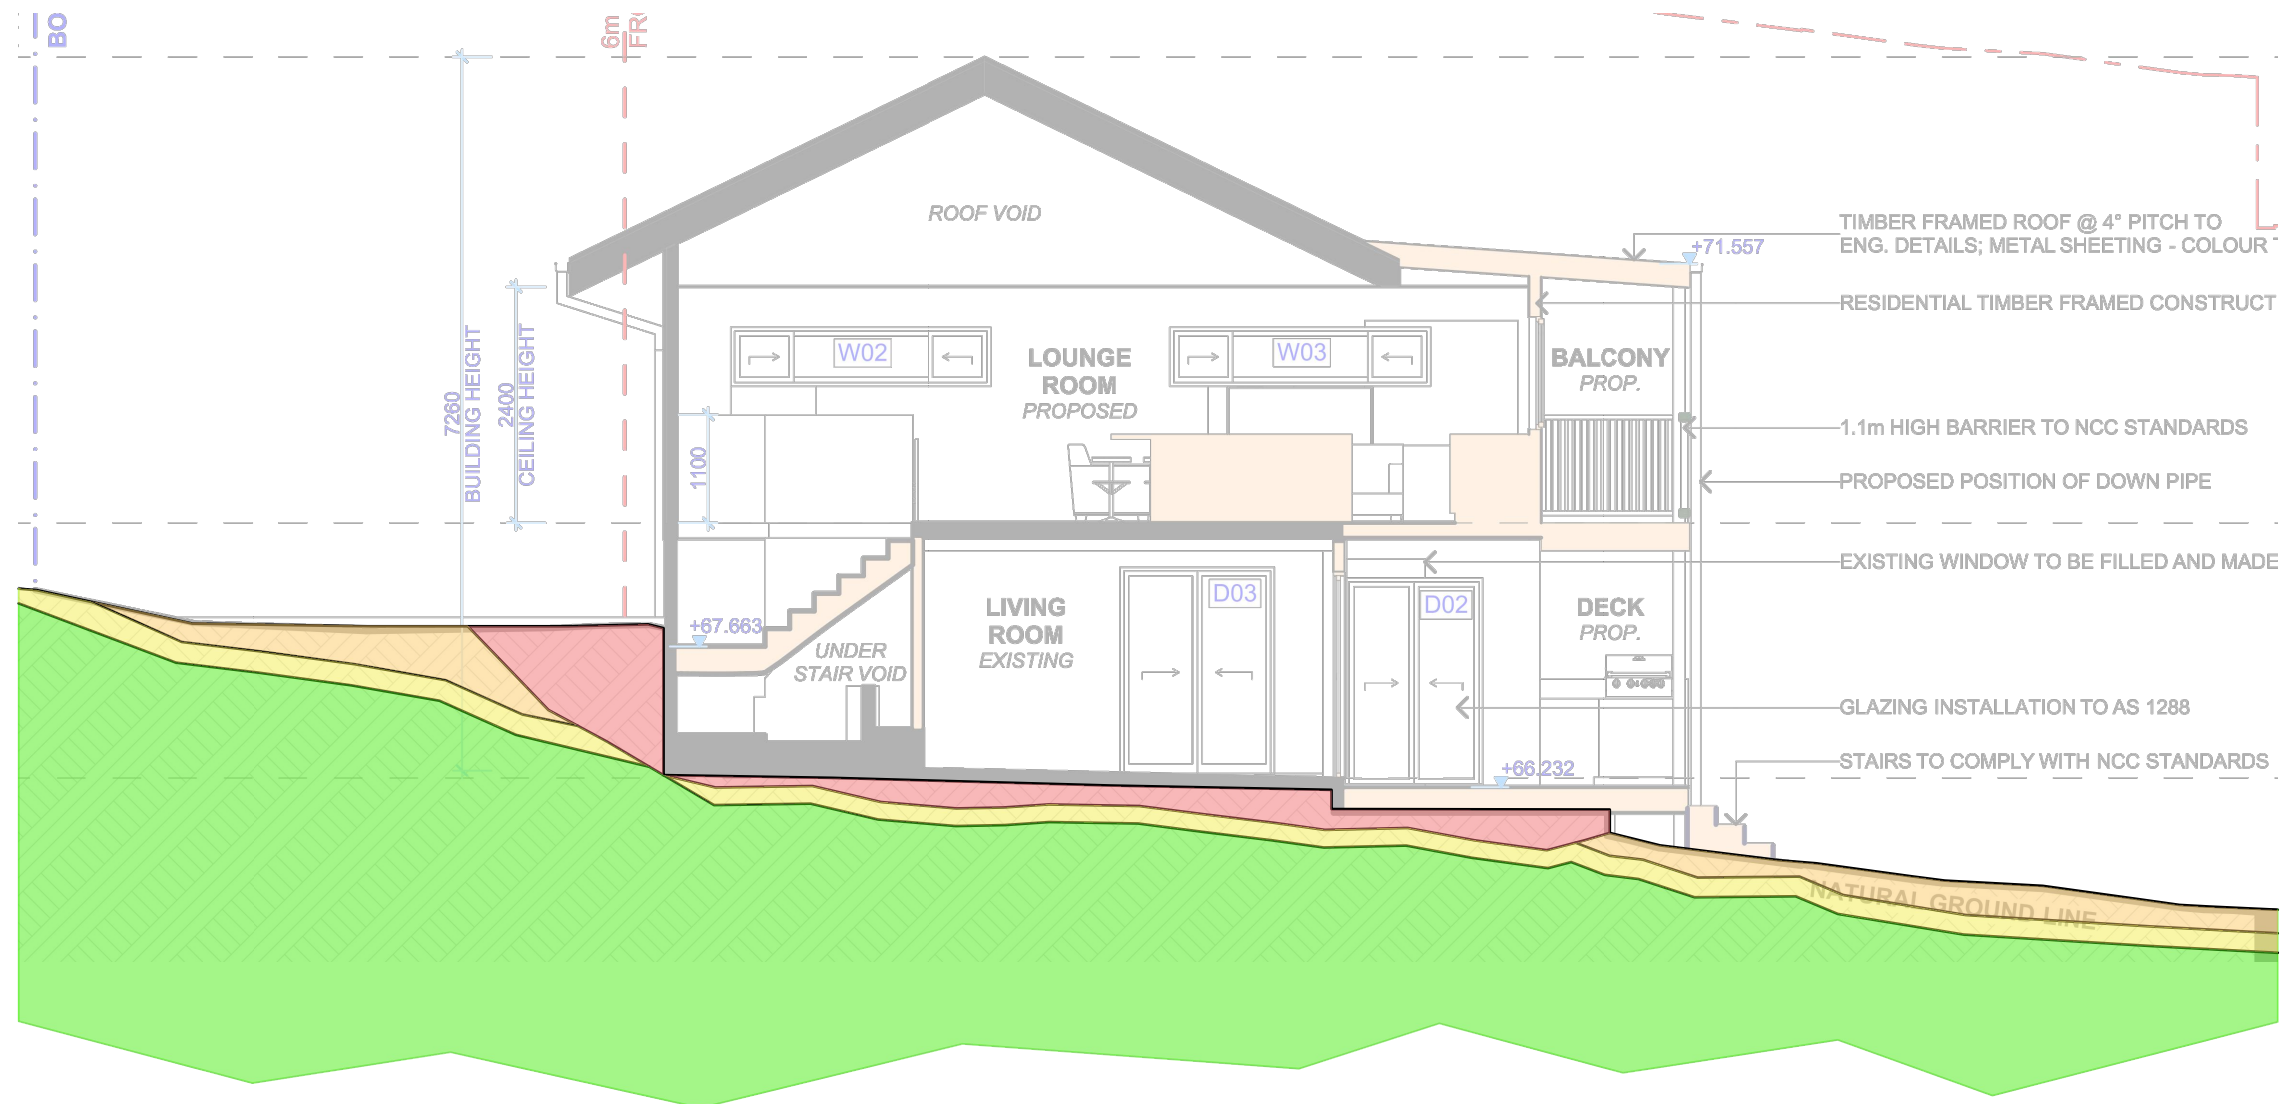 BO
6m
FR
ROOF VOID
TIMBER FRAMED ROOF @ 4° PITCH TO
ENG. DETAILS; METAL SHEETING - COLOUR
+71.557
RESIDENTIAL TIMBER FRAMED CONSTRUCT
7260
BUILDING HEIGHT
2400
CEILING HEIGHT
W02
LOUNGE
ROOM
PROPOSED
W03
BALCONY
PROP.
1100
1.1m HIGH BARRIER TO NCC STANDARDS
PROPOSED POSITION OF DOWN PIPE
EXISTING WINDOW TO BE FILLED AND MADE
+67.663
UNDER
STAIR VOID
LIVING
ROOM
EXISTING
D03
D02
DECK
PROP.
GLAZING INSTALLATION TO AS 1288
STAIRS TO COMPLY WITH NCC STANDARDS
+66.232
NATURAL GROUND LINE